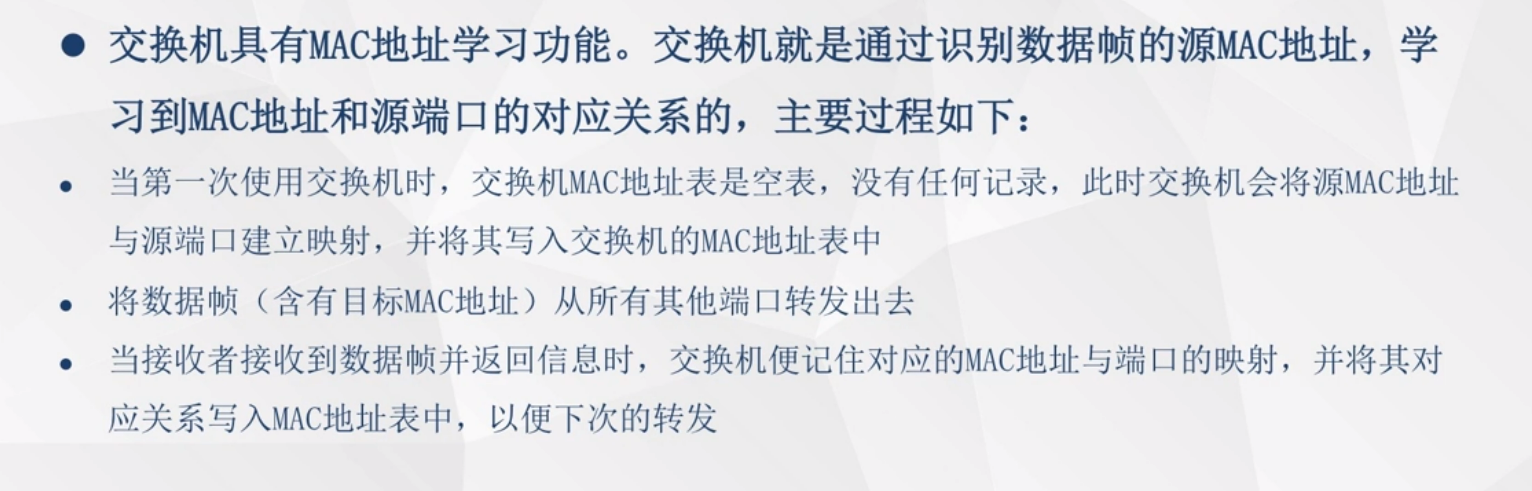 ● 交换机具有MAC地址学习功能。交换机就是通过识别数据帧的源MAC地址，学
习到MAC地址和源端口的对应关系的，主要过程如下：
• 当第一次使用交换机时，交换机MAC地址表是空表，没有任何记录，此时交换机会将源MAC地址
与源端口建立映射，并将其写入交换机的MAC地址表中
• 将数据帧（含有目标MAC地址）从所有其他端口转发出去
• 当接收者接收到数据帧并返回信息时，交换机便记住对应的MAC地址与端口的映射，并将其对
应关系写入MAC地址表中，以便下次的转发